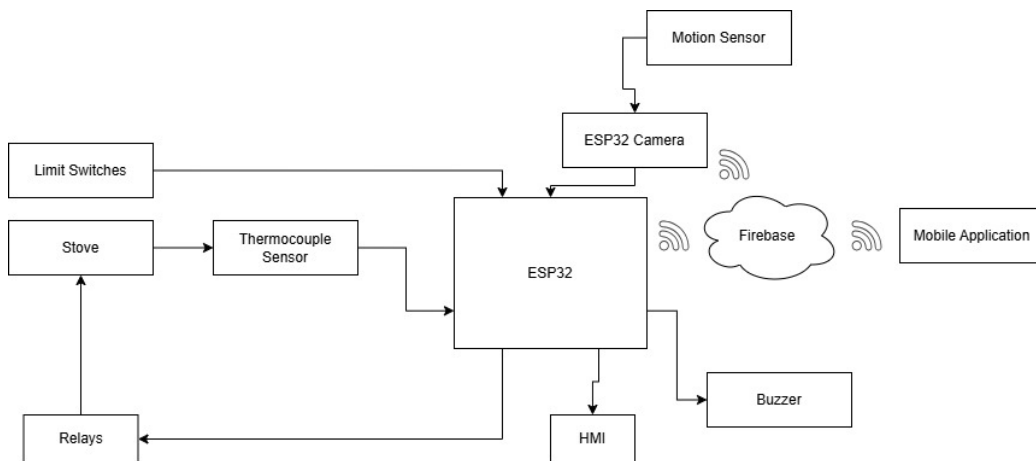 Motion Sensor
ESP32 Camera
Limit Switches
Stove
Thermocouple
Sensor
ESP32
Firebase
Mobile Application
Buzzer
Relays
HMI